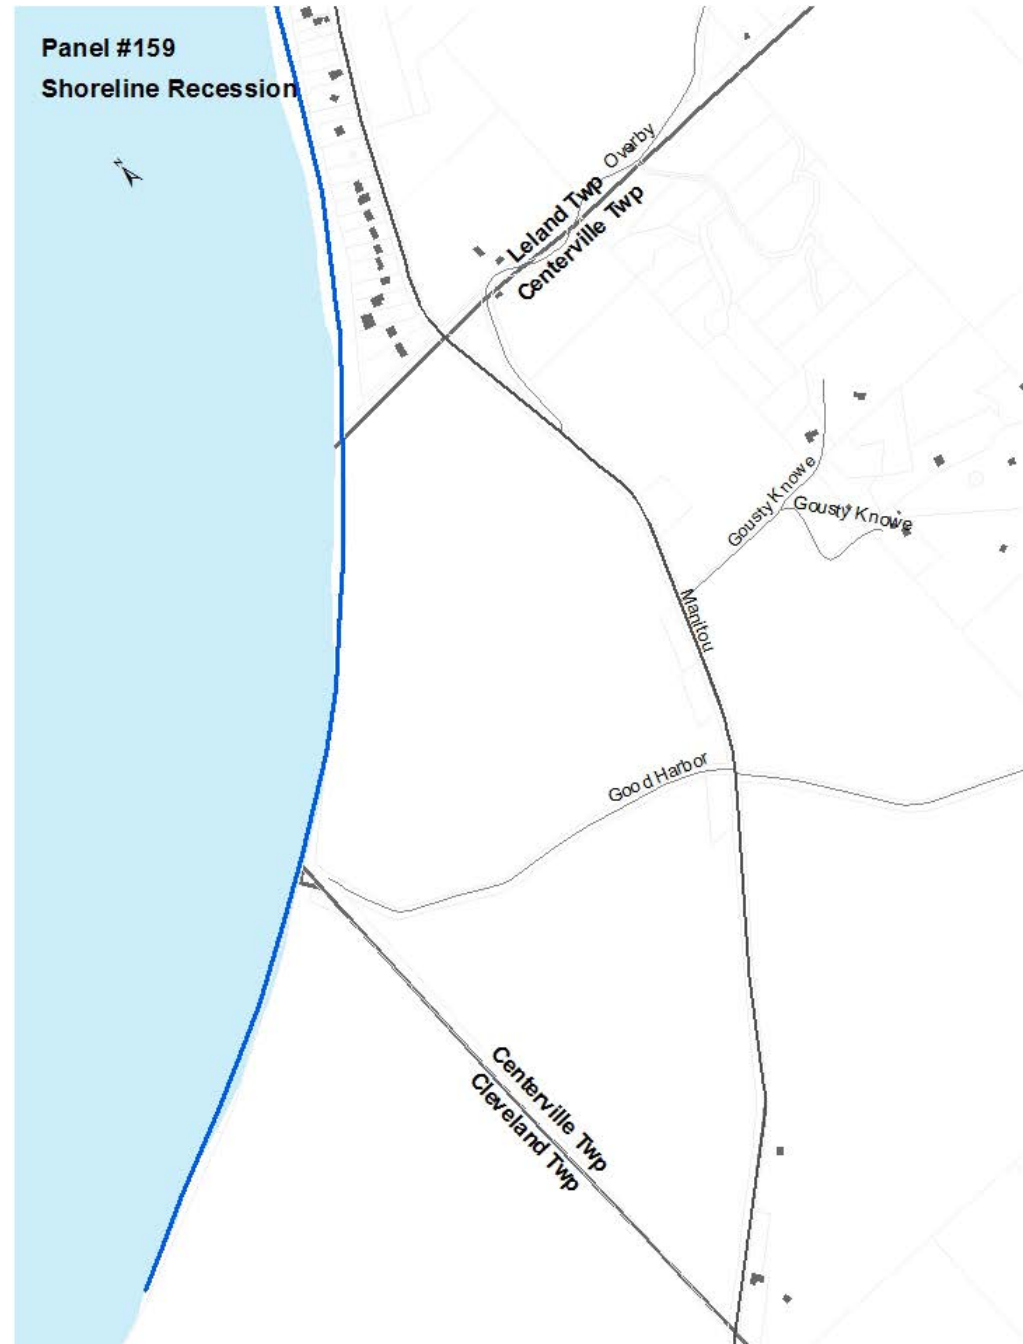 Panel #159
Shoreline Recession
N
Overby
Leland Twp
Centerville Twp
Gousty Knowe
Gousty Knowe
Manitou
Good Harbor
Centerville Twp
Cleveland Twp